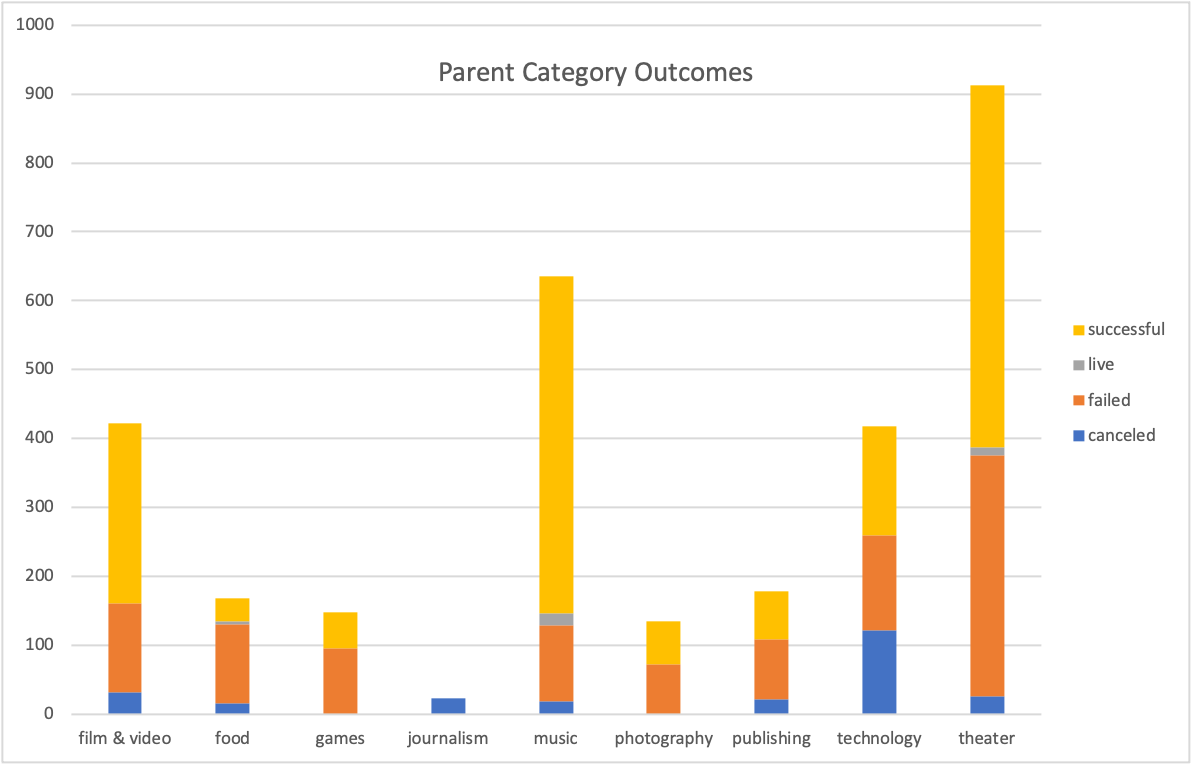 Parent Category Outcomes
1000
900
800
700
600
500
400
300
200
100
0
film & video food games journalism music photography publishing technology theater
successful
live
failed
canceled